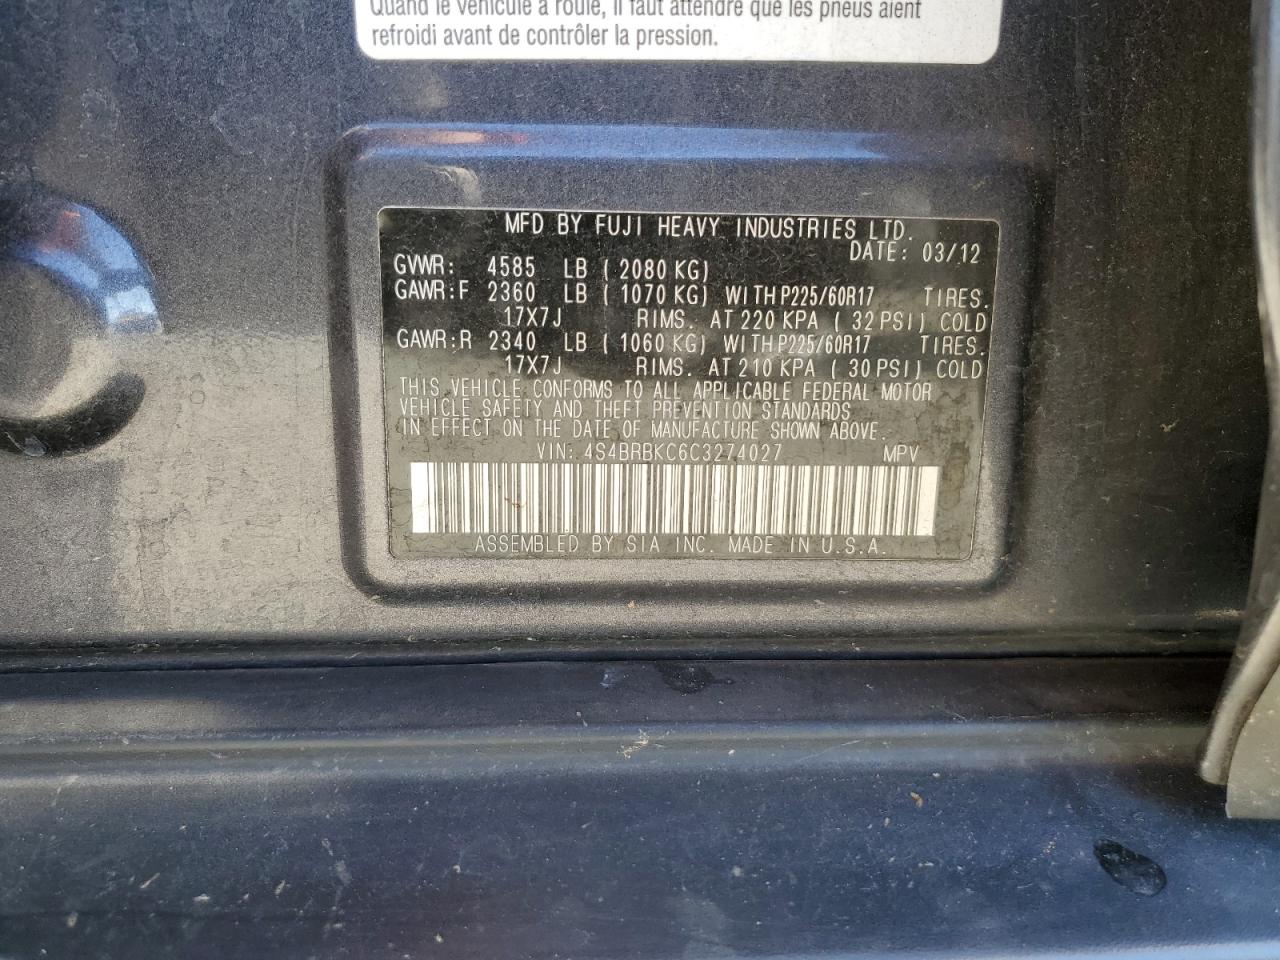 Quand le véhicule a roulé, il faut attendre que les pneus aient
refroidi avant de contrôler la pression.
MFD BY FUJI HEAVY INDUSTRIES LTD.
DATE: 03/12
GVWR: 4585 LB ( 2080 KG)
GAWR:F 2360 LB ( 1070 KG) WITH P225/60R17 TIRES.
17X7J RIMS. AT 220 KPA ( 32 PSI) COLD
GAWR:R 2340 LB ( 1060 KG) WITH P225/60R17 TIRES.
17X7J RIMS. AT 210 KPA ( 30 PSI) COLD
THIS VEHICLE CONFORMS TO ALL APPLICABLE FEDERAL MOTOR
VEHICLE SAFETY AND THEFT PREVENTION STANDARDS
IN EFFECT ON THE DATE OF MANUFACTURE SHOWN ABOVE.
VIN: 4S4BRBKC6C3274027 MPV
ASSEMBLED BY SIA INC. MADE IN U.S.A.